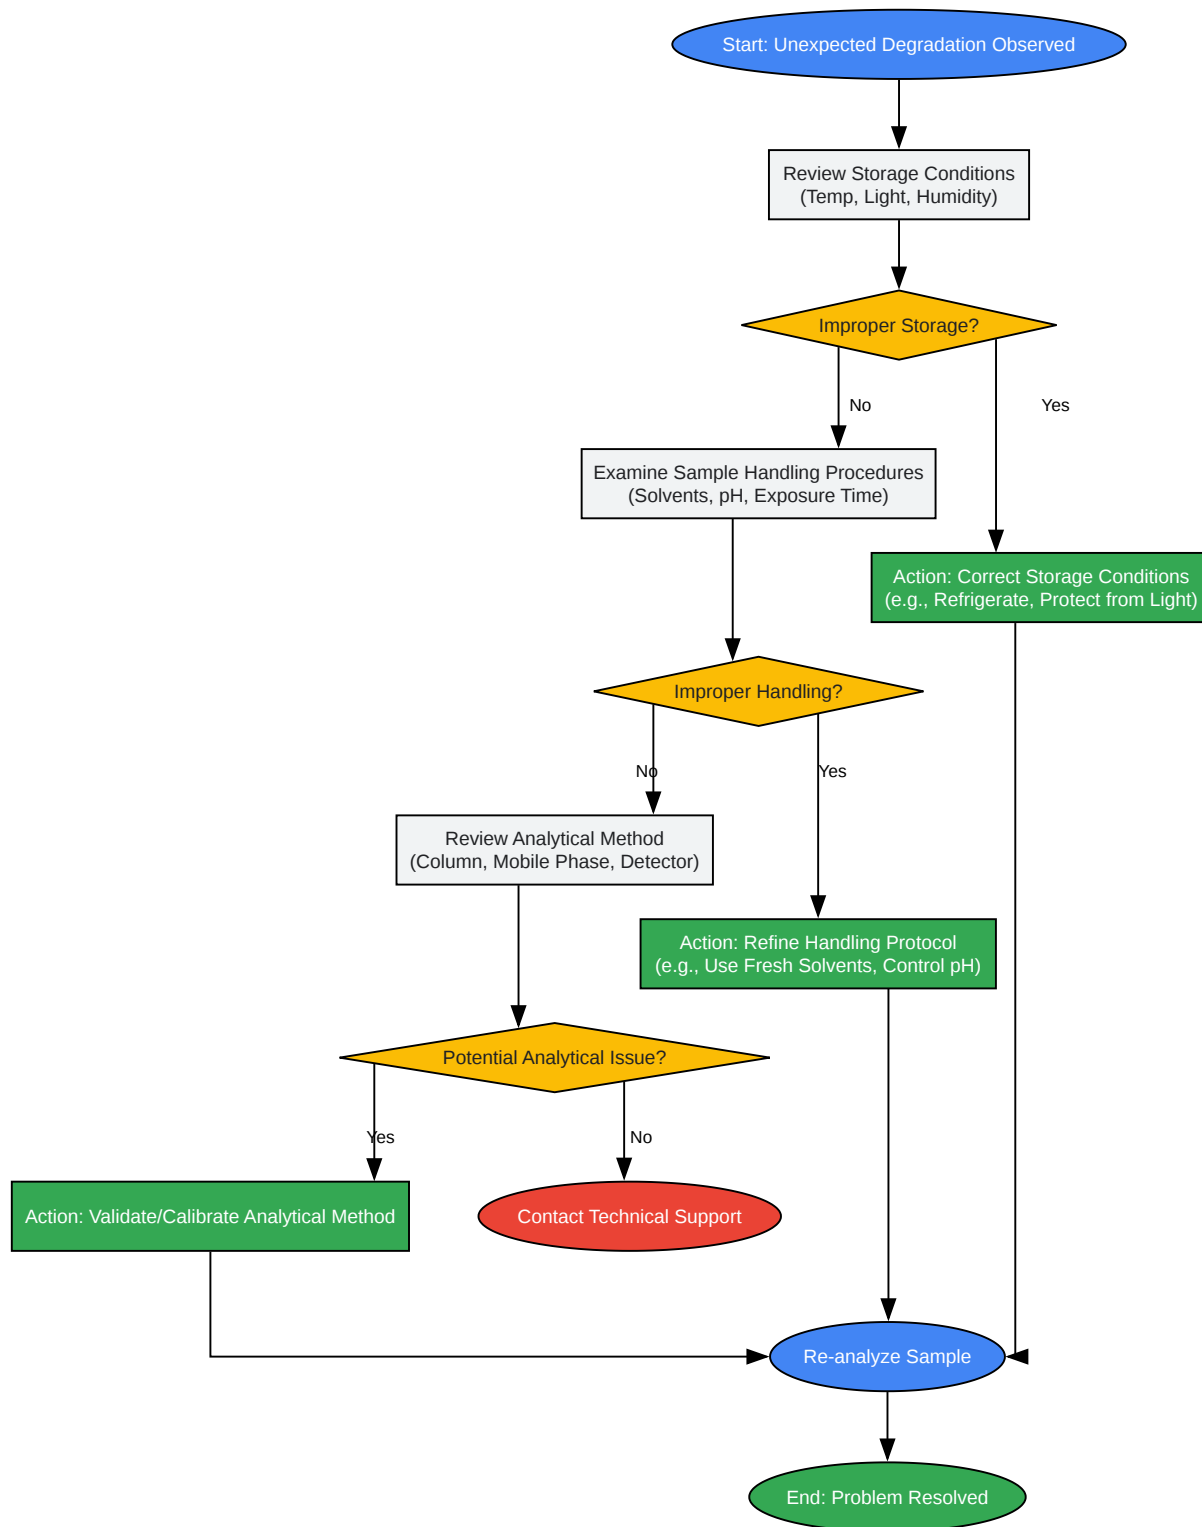 Start: Unexpected Degradation Observed
Review Storage Conditions
(Temp, Light, Humidity)
Improper Storage?
No
Yes
Examine Sample Handling Procedures
(Solvents, pH, Exposure Time)
Action: Correct Storage Conditions
(e.g., Refrigerate, Protect from Light)
Improper Handling?
No
Yes
Review Analytical Method
(Column, Mobile Phase, Detector)
Action: Refine Handling Protocol
(e.g., Use Fresh Solvents, Control pH)
Potential Analytical Issue?
Yes
No
Action: Validate/Calibrate Analytical Method
Contact Technical Support
Re-analyze Sample
End: Problem Resolved